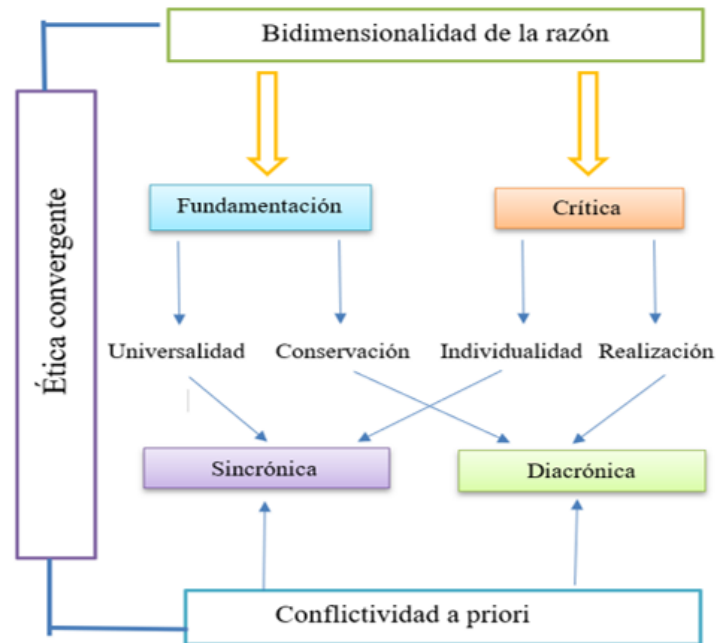 Bidimensionalidad de la razón
Ética convergente
Fundamentación
Crítica
Universalidad
Conservación
Individualidad
Realización
Sincrónica
Diacrónica
Conflictividad a priori